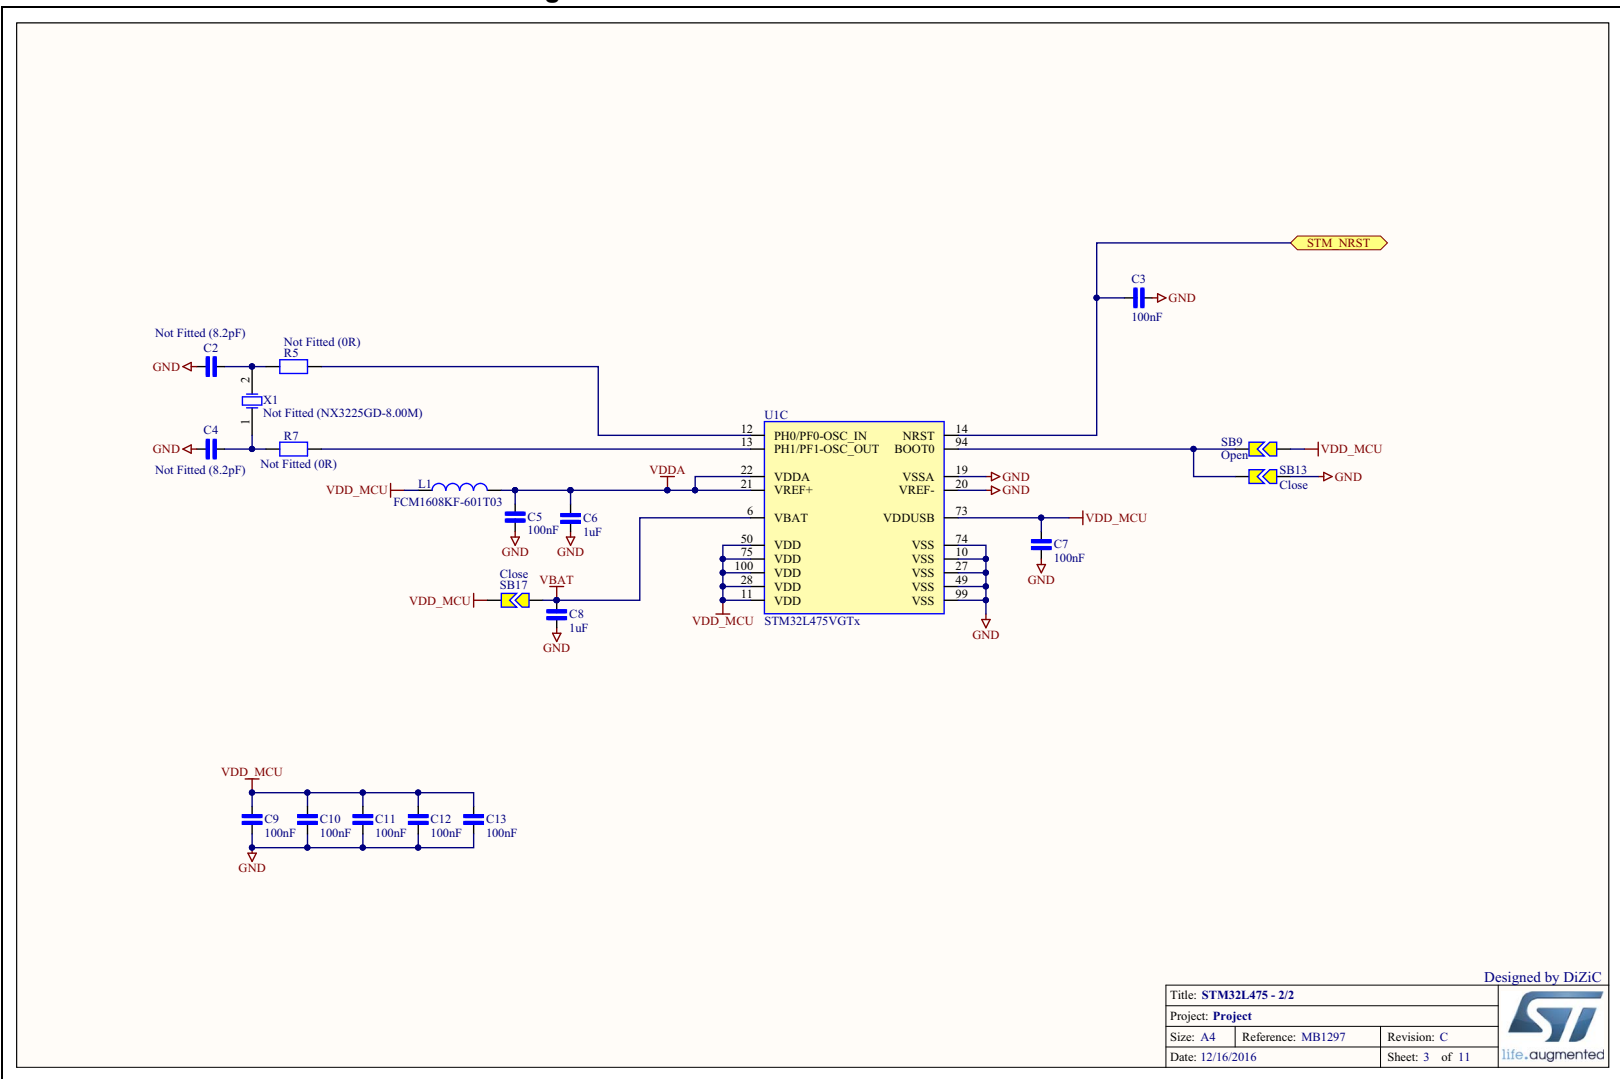 g
STM_NRST
C3
GND
100nF
Not Fitted (8.2pF)
C2
GND
Not Fitted (0R)
R5
2
X1
Not Fitted (NX3225GD-8.00M)
1
C4
GND
Not Fitted (8.2pF)
R7
Not Fitted (0R)
U1C
12 PH0/PF0-OSC_IN NRST 14
13 PH1/PF1-OSC_OUT BOOT0 94
22 VDDA VSSA 19 GND
21 VREF+ VREF- 20 GND
6 VBAT VDDUSB 73 VDD_MCU
50 VDD VSS 74
75 VDD VSS 10
100 VDD VSS 27
28 VDD VSS 49
11 VDD VSS 99
VDD_MCU STM32L475VGTx
GND
SB9
Open
VDD_MCU
SB13
Close
GND
C7
100nF
GND
VDDA
VDD_MCU
L1
FCM1608KF-601T03
C5
100nF
GND
C6
1uF
GND
Close
SB17
VBAT
VDD_MCU
C8
1uF
GND
VDD_MCU
C9 C10 C11 C12 C13
100nF 100nF 100nF 100nF 100nF
GND
Designed by DiZiC
Title: STM32L475 - 2/2
Project: Project
Size: A4 Reference: MB1297 Revision: C
Date: 12/16/2016 Sheet: 3 of 11
ST
life.augmented